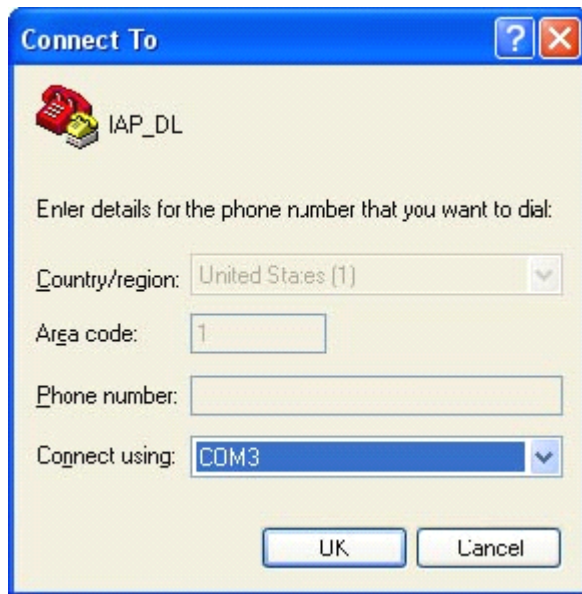 Connect To
IAP_DL
Enter details for the phone number that you want to dial:
Country/region: United States (1)
Area code: 1
Phone number:
Connect using: COM3
OK Cancel